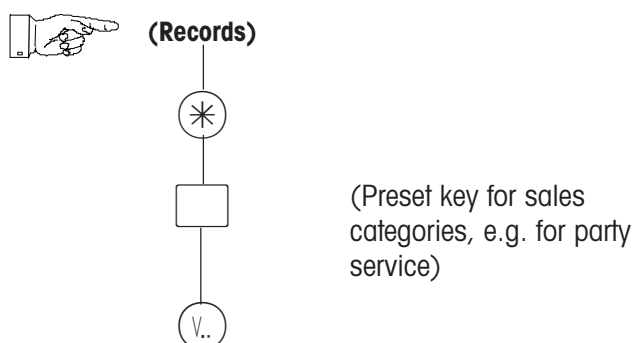 (Records)
(Preset key for sales
categories, e.g. for party
service)
V..